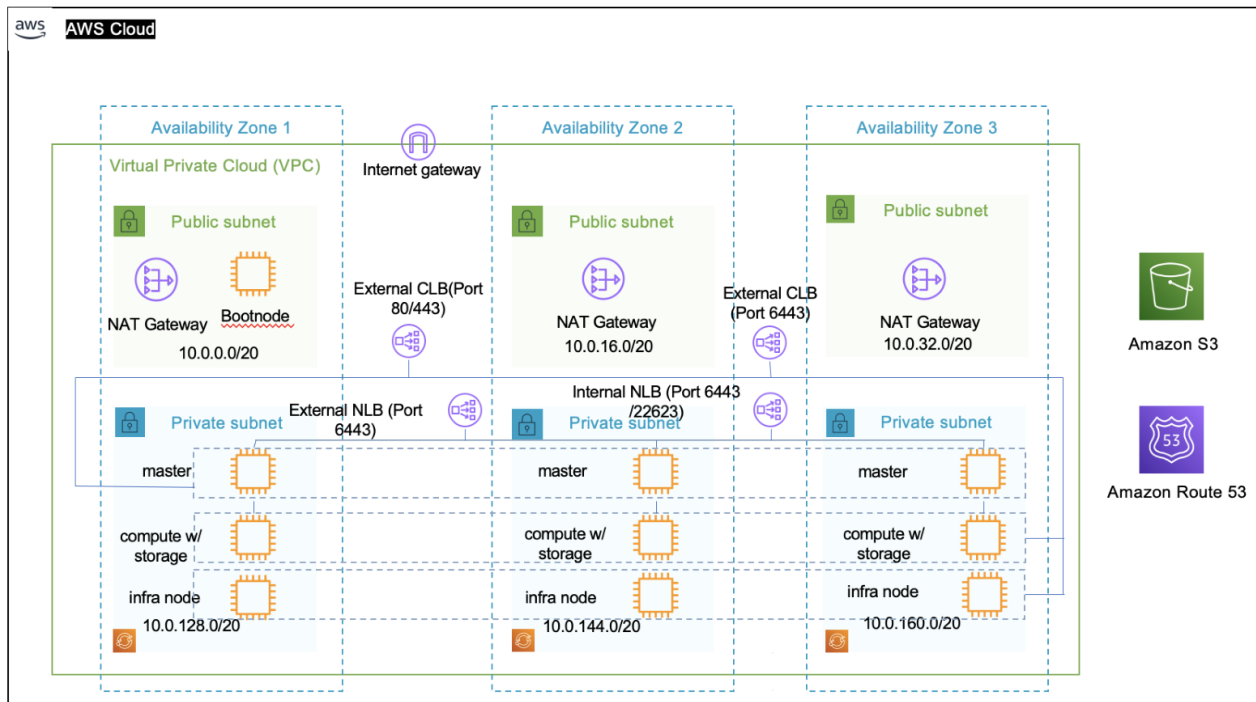 aws
AWS Cloud
Availability Zone 1
Availability Zone 2
Availability Zone 3
Virtual Private Cloud (VPC)
Internet gateway
Public subnet
Public subnet
Public subnet
NAT Gateway
Bootnode
10.0.0.0/20
External CLB(Port
80/443)
NAT Gateway
10.0.16.0/20
External CLB
(Port 6443)
NAT Gateway
10.0.32.0/20
Amazon S3
Private subnet
External NLB (Port
6443)
Internal NLB (Port 6443
/22623)
Private subnet
Private subnet
53
Amazon Route 53
master
master
master
compute w/
storage
compute w/
storage
compute w/
storage
infra node
infra node
infra node
10.0.128.0/20
10.0.144.0/20
10.0.160.0/20